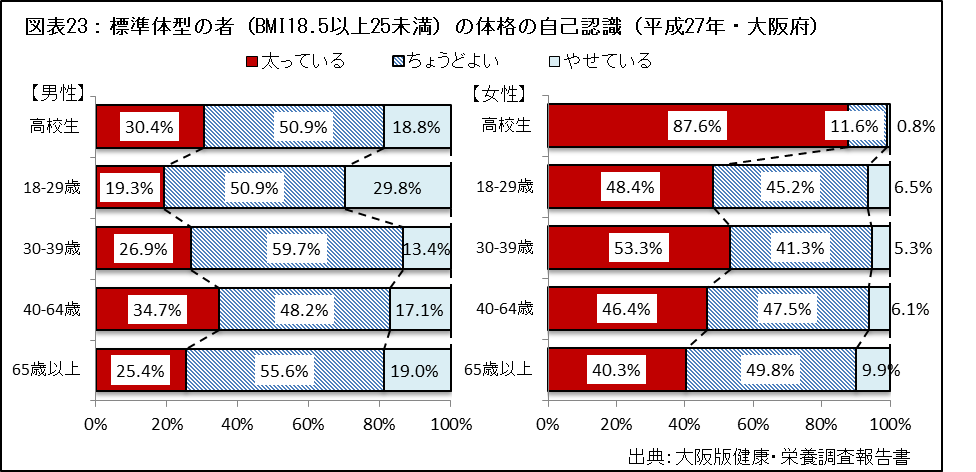 図表23：標準体型の者（BMI18.5以上25未満）の体格の自己認識（平成27年・大阪府）
太っている ちょうどよい やせている
【男性】
高校生 30.4% 50.9% 18.8%
18-29歳 19.3% 50.9% 29.8%
30-39歳 26.9% 59.7% 13.4%
40-64歳 34.7% 48.2% 17.1%
65歳以上 25.4% 55.6% 19.0%
0% 20% 40% 60% 80% 100%
【女性】
高校生 87.6% 11.6% 0.8%
18-29歳 48.4% 45.2% 6.5%
30-39歳 53.3% 41.3% 5.3%
40-64歳 46.4% 47.5% 6.1%
65歳以上 40.3% 49.8% 9.9%
0% 20% 40% 60% 80% 100%
出典：大阪版健康・栄養調査報告書